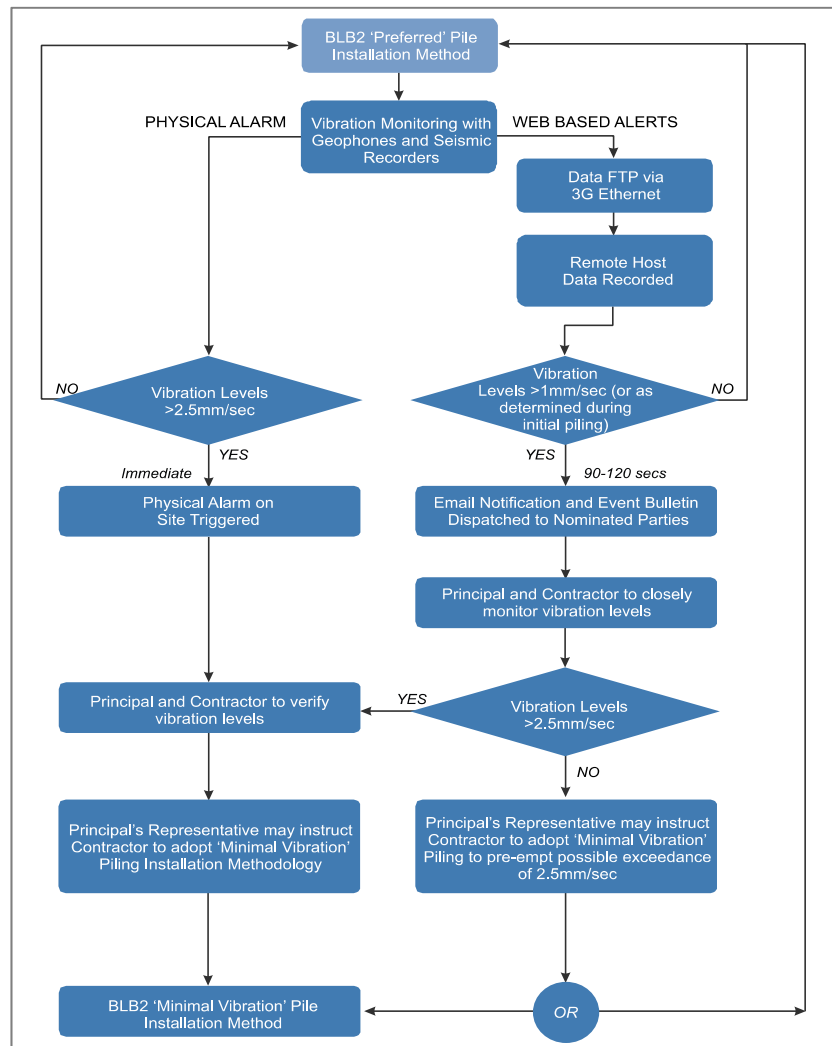 BLB2 ‘Preferred’ Pile
Installation Method
PHYSICAL ALARM
WEB BASED ALERTS
Vibration Monitoring with
Geophones and Seismic
Recorders
Data FTP via
3G Ethernet
Remote Host
Data Recorded
NO
Vibration Levels
>2.5mm/sec
Vibration
Levels >1mm/sec (or as
determined during
initial piling)
NO
YES
YES
Immediate
90-120 secs
Physical Alarm on
Site Triggered
Email Notification and Event Bulletin
Dispatched to Nominated Parties
Principal and Contractor to closely
monitor vibration levels
Principal and Contractor to verify
vibration levels
YES
Vibration Levels
>2.5mm/sec
NO
Principal’s Representative may instruct
Contractor to adopt ‘Minimal Vibration’
Piling Installation Methodology
Principal’s Representative may instruct
Contractor to adopt ‘Minimal Vibration’
Piling to pre-empt possible exceedance
of 2.5mm/sec
BLB2 ‘Minimal Vibration’ Pile
Installation Method
OR